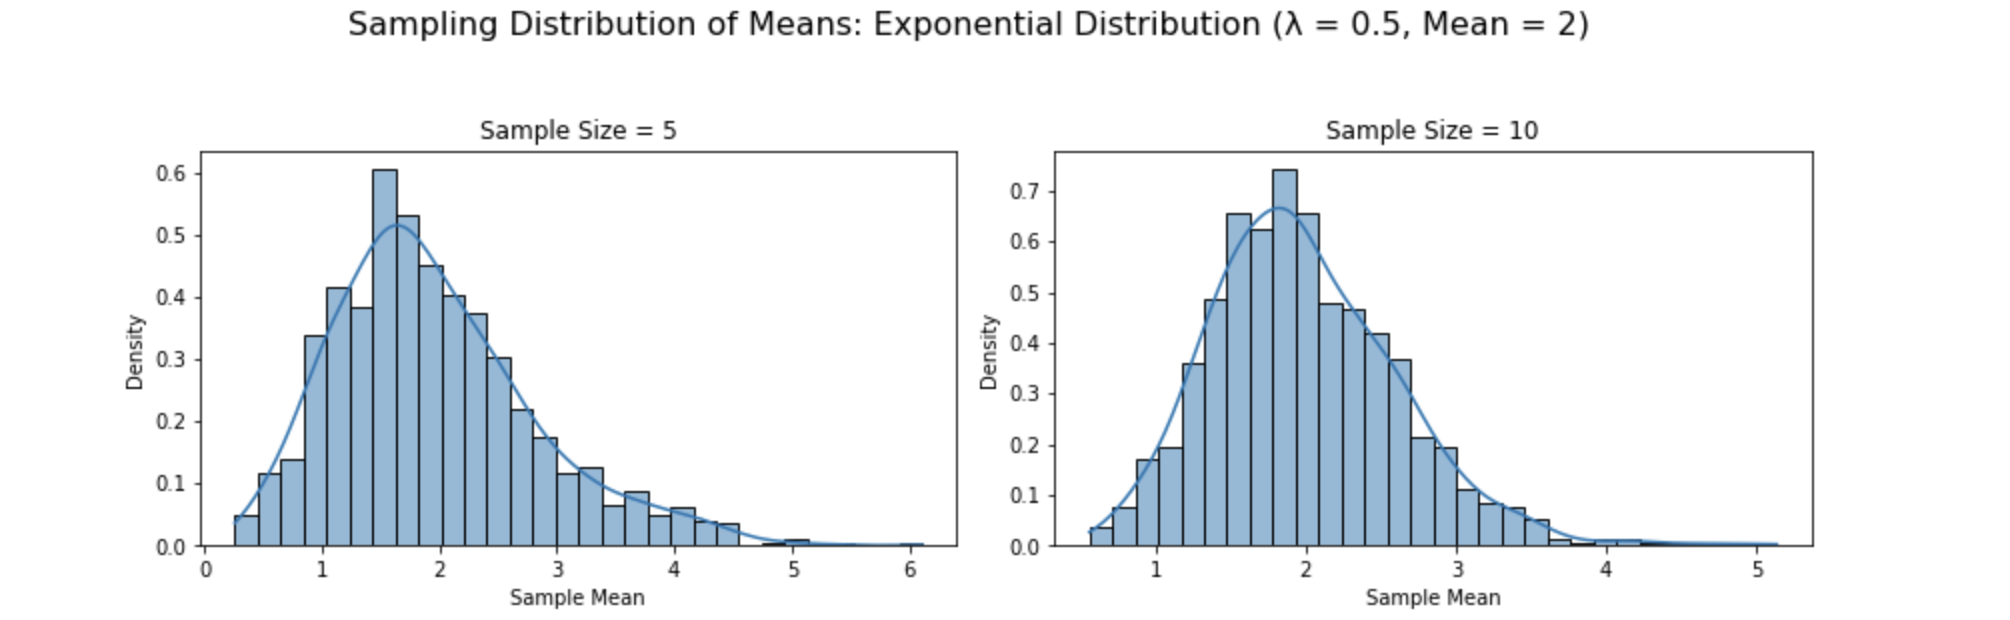 Sampling Distribution of Means: Exponential Distribution (λ = 0.5, Mean = 2)
Sample Size = 5
0.6
0.5
0.4
0.3
0.2
0.1
0.0
Density
0 1 2 3 4 5 6
Sample Mean
Sample Size = 10
0.7
0.6
0.5
0.4
0.3
0.2
0.1
0.0
Density
1 2 3 4 5
Sample Mean